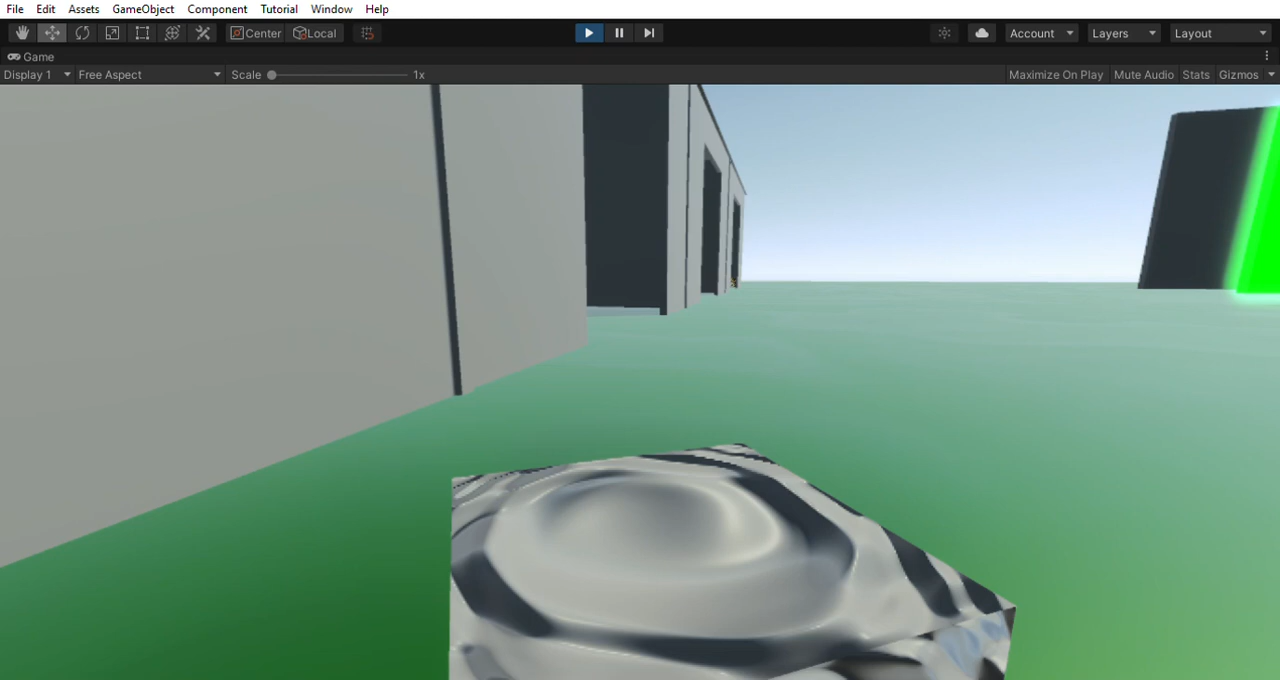 File Edit Assets GameObject Component Tutorial Window Help
Center Local Account Layers Layout
Game
Display 1 Free Aspect Scale 1x Maximize On Play Mute Audio Stats Gizmos